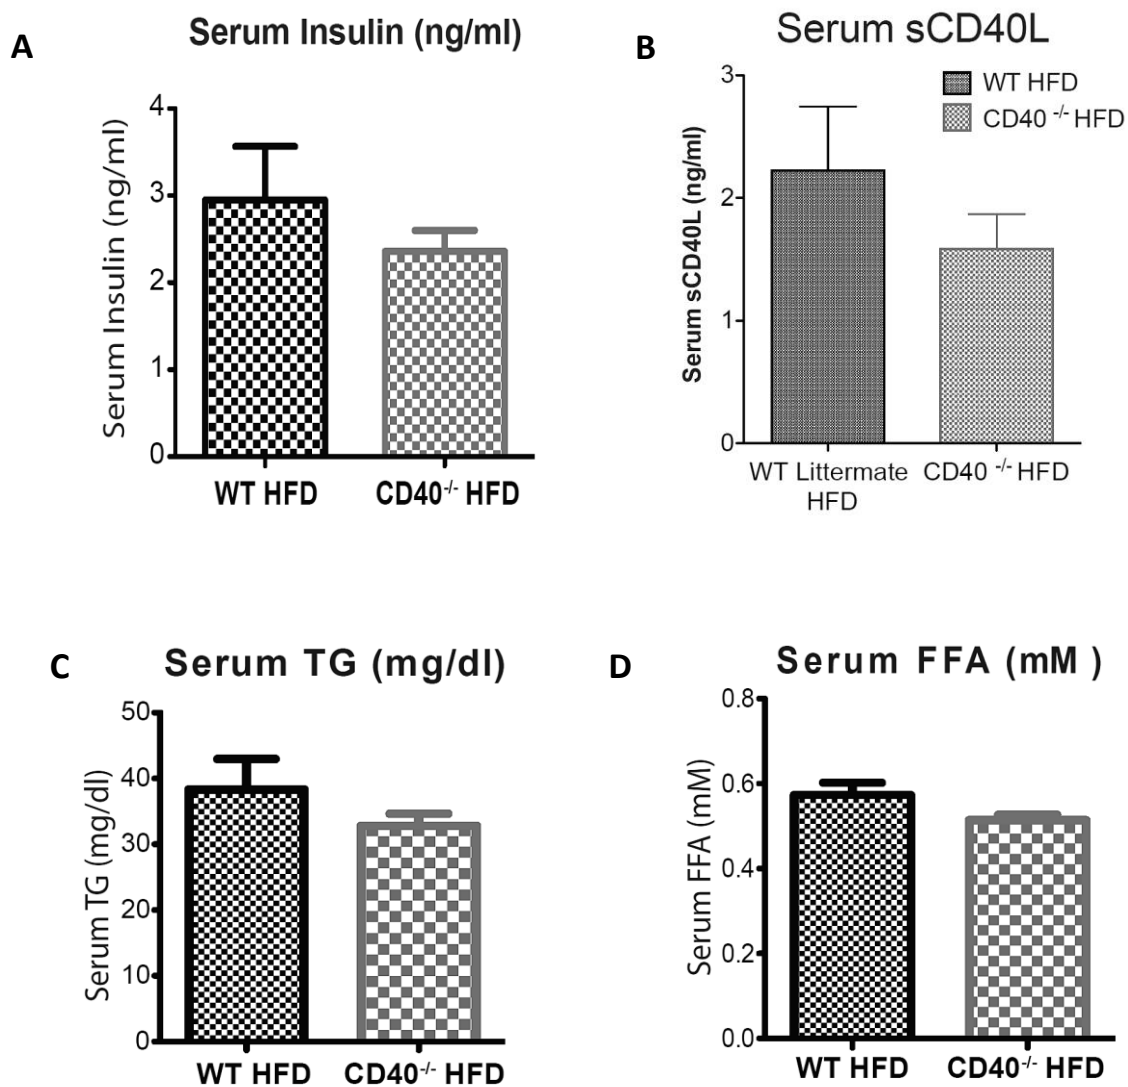 A
Serum Insulin (ng/ml)
Serum Insulin (ng/ml)
4
3
2
1
0
WT HFD
CD40-/- HFD
B
Serum sCD40L
WT HFD
CD40 -/- HFD
Serum sCD40L (ng/ml)
3
2
1
0
WT Littermate
HFD
CD40 -/- HFD
C
Serum TG (mg/dl)
Serum TG (mg/dl)
50
40
30
20
10
0
WT HFD
CD40-/- HFD
D
Serum FFA (mM )
Serum FFA (mM)
0.8
0.6
0.4
0.2
0.0
WT HFD
CD40-/- HFD